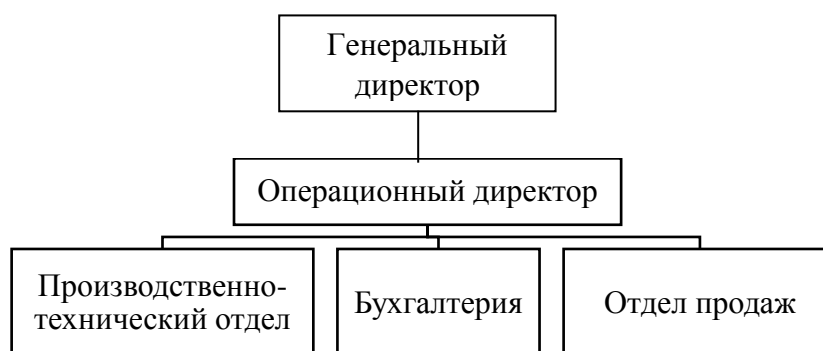 Генеральный
директор
Операционный директор
Производственно-
технический отдел
Бухгалтерия
Отдел продаж